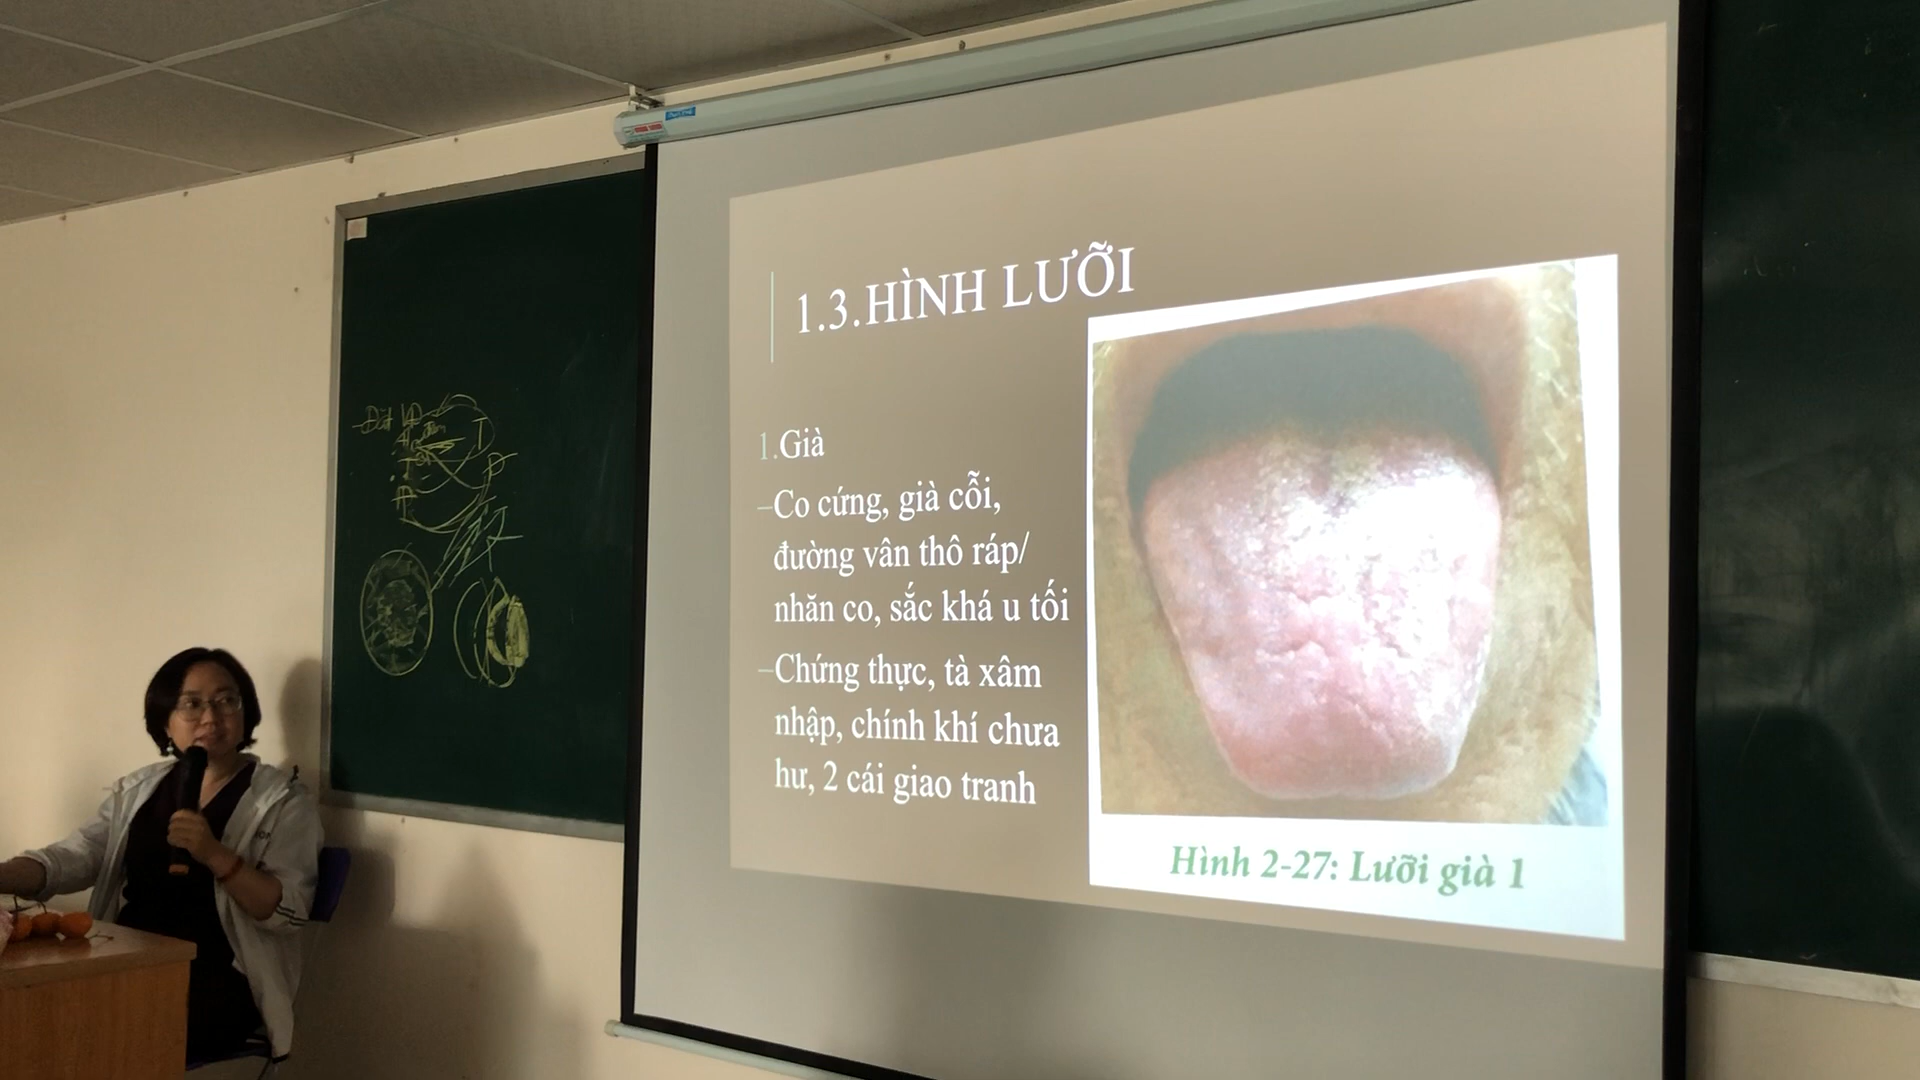 1.3.HÌNH LƯỠI
1.Già
–Co cứng, già cỗi,
đường vân thô ráp/
nhăn co, sắc khá u tối
–Chứng thực, tà xâm
nhập, chính khí chưa
hư, 2 cái giao tranh
Hình 2-27: Lưỡi già 1